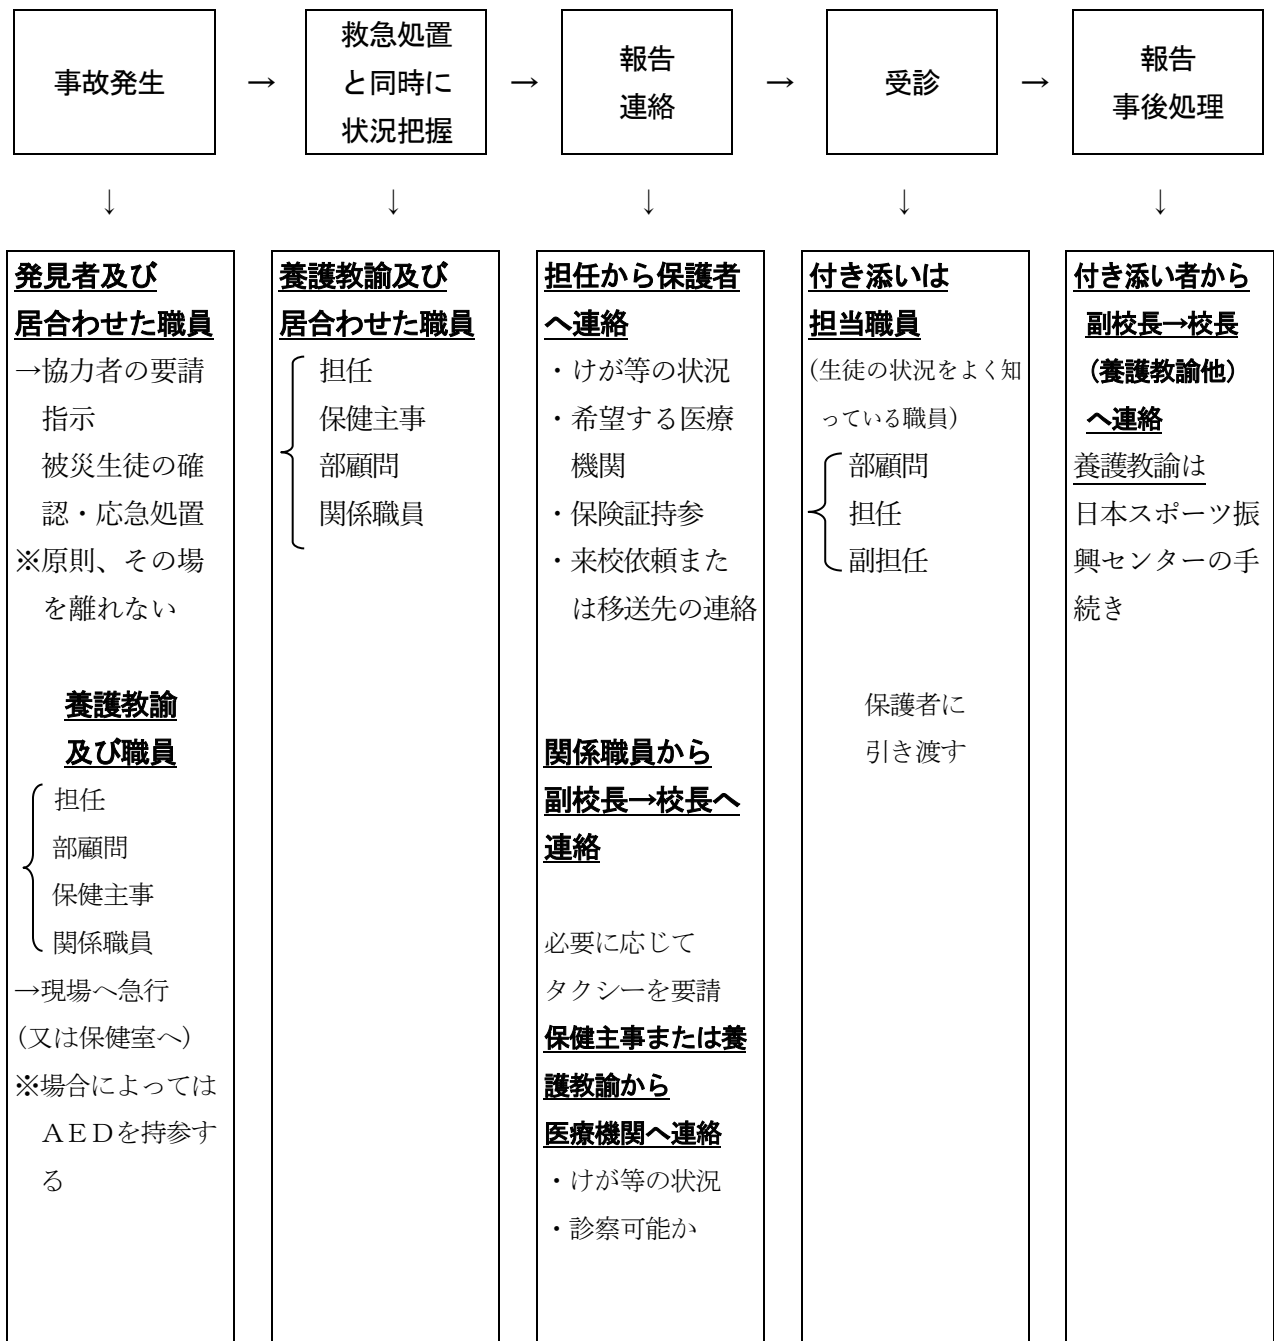 事故発生
→
救急処置
と同時に
状況把握
→
報告
連絡
→
受診
→
報告
事後処理
↓
↓
↓
↓
↓
発見者及び
居合わせた職員
→協力者の要請
指示
被災生徒の確
認・応急処置
※原則、その場
を離れない
養護教諭
及び職員
担任
部顧問
保健主事
関係職員
→現場へ急行
（又は保健室へ）
※場合によっては
ＡＥＤを持参す
る
養護教諭及び
居合わせた職員
担任
保健主事
部顧問
関係職員
担任から保護者
へ連絡
・けが等の状況
・希望する医療
機関
・保険証持参
・来校依頼また
は移送先の連絡
関係職員から
副校長→校長へ
連絡
必要に応じて
タクシーを要請
保健主事または養
護教諭から
医療機関へ連絡
・けが等の状況
・診察可能か
付き添いは
担当職員
（生徒の状況をよく知
っている職員）
部顧問
担任
副担任
保護者に
引き渡す
付き添い者から
副校長→校長
（養護教諭他）
へ連絡
養護教諭は
日本スポーツ振
興センターの手
続き